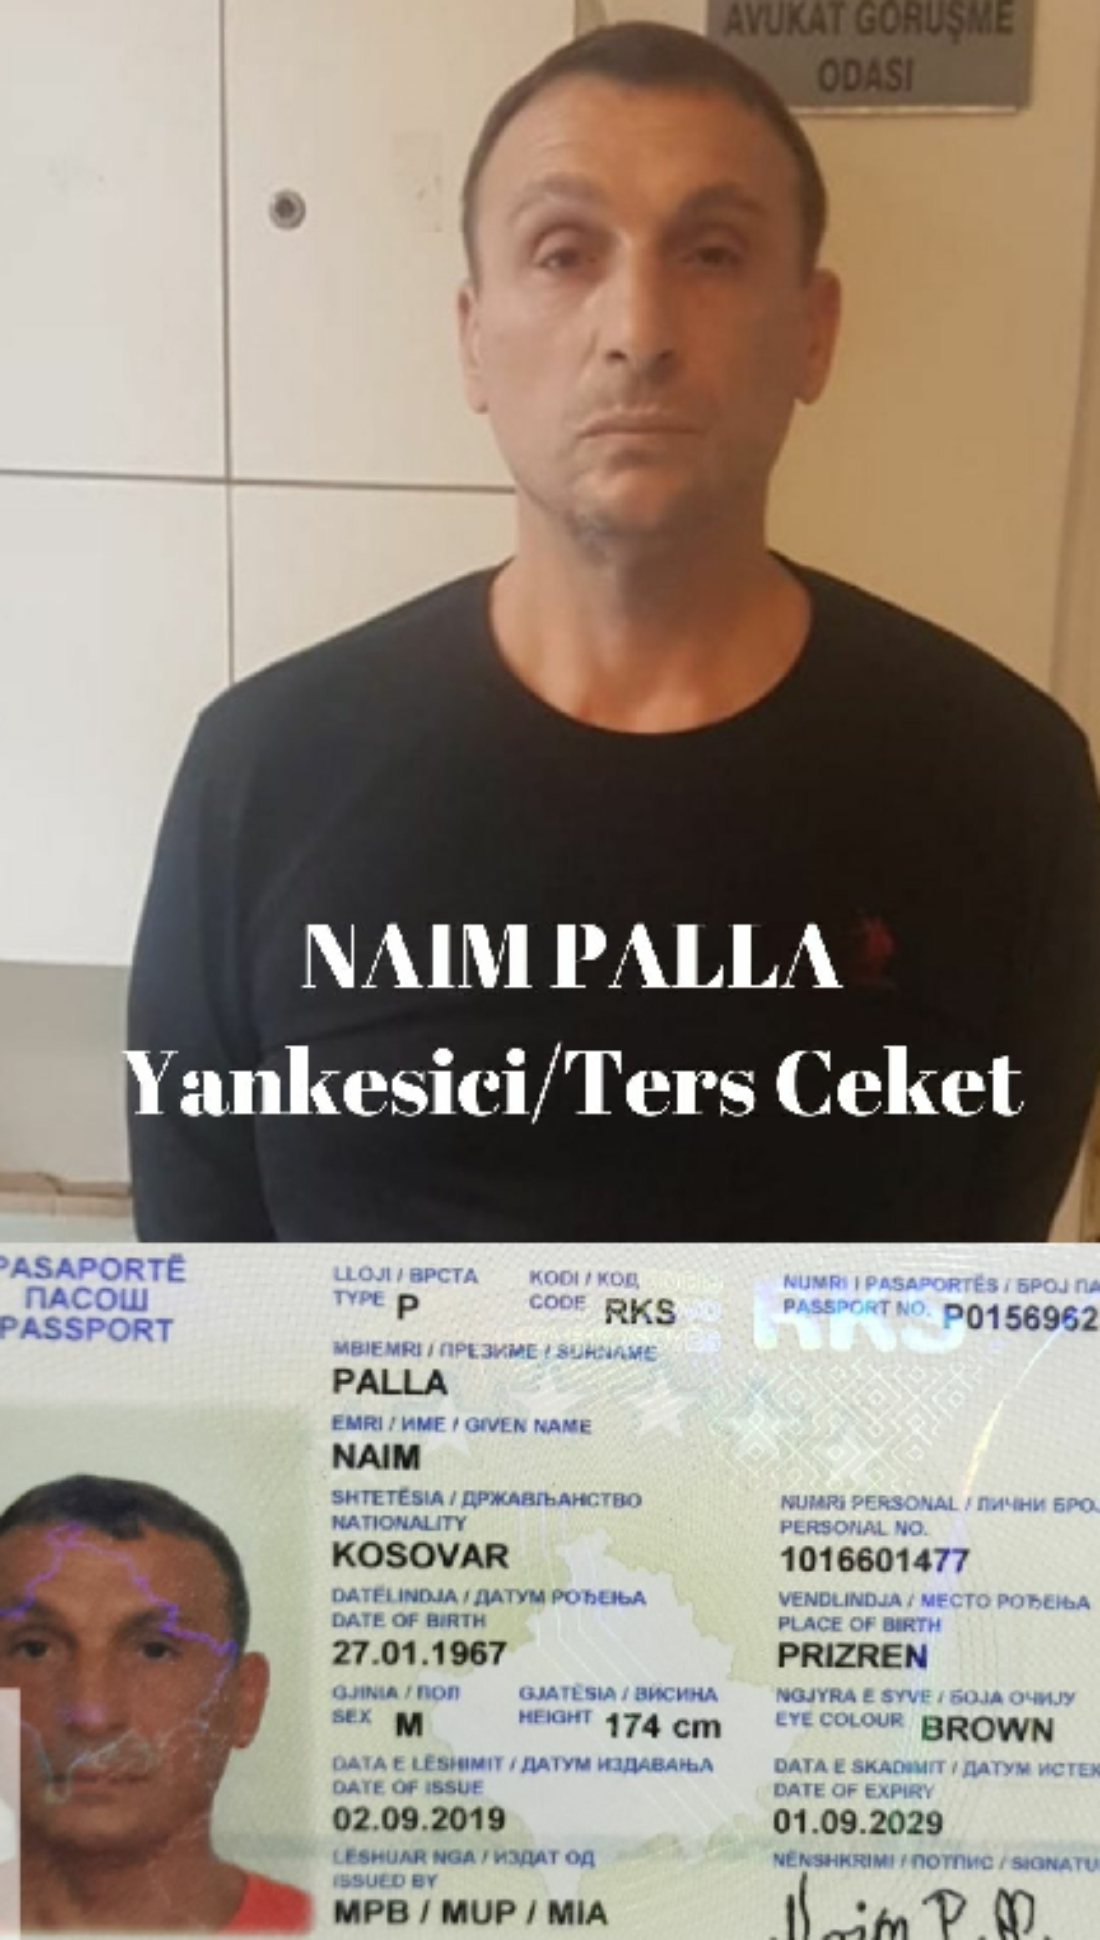 AVUKAT GÖRÜŞME
ODASI
NAIM PALLA
Yankesici/Ters Ceket
PASAPORTË
ПАСОШ
PASSPORT
LLOJI / ВРСТА
TYPE P
KODI / КОД
CODE RKS
NUMRI I PASAPORTËS / БРОЈ
PASSPORT NO. P0156962
MBIEMRI / ПРЕЗИМЕ / SURNAME
PALLA
EMRI / ИМЕ / GIVEN NAME
NAIM
SHTETËSIA / ДРЖАВЉАНСТВО
NATIONALITY
KOSOVAR
NUMRI PERSONAL / ЛИЧНИ БРОЈ
PERSONAL NO.
1016601477
DATËLINDJA / ДАТУМ РОЂЕЊА
DATE OF BIRTH
27.01.1967
VENDLINDJA / МЕСТО РОЂЕЊА
PLACE OF BIRTH
PRIZREN
GJINIA / ПОЛ
SEX M
GJATËSIA / ВИСИНА
HEIGHT 174 cm
NGJYRA E SYVE / БОЈА ОЧИЈУ
EYE COLOUR BROWN
DATA E LËSHIMIT / ДАТУМ ИЗДАВАЊА
DATE OF ISSUE
02.09.2019
DATA E SKADIMIT / ДАТУМ
DATE OF EXPIRY
01.09.2029
LËSHUAR NGA / ИЗДАТ ОД
ISSUED BY
MPB / MUP / MIA
NËNSHKRIMI / ПОТПИС /